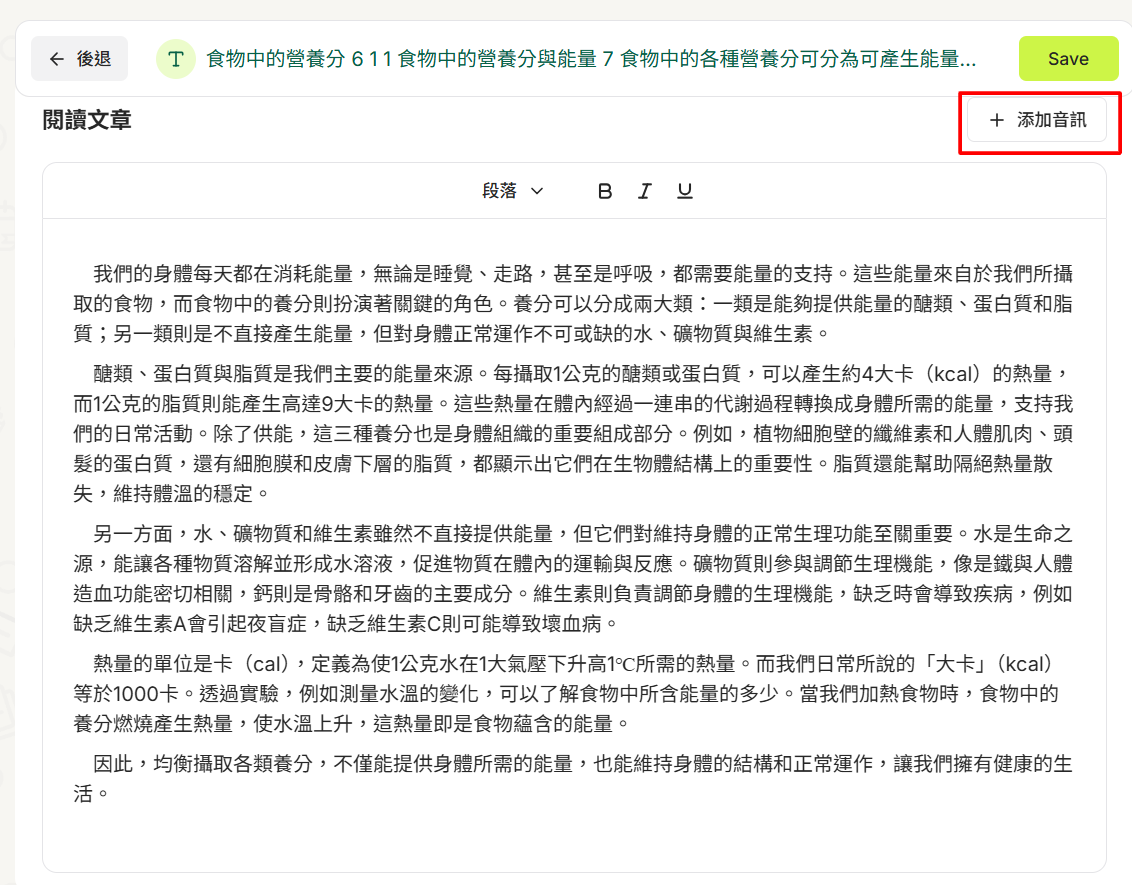 後退
T
食物中的營養分 6 1 1 食物中的營養分與能量 7 食物中的各種營養分可分為可產生能量...
Save
閱讀文章
添加音訊
段落
B I U
我們的身體每天都在消耗能量，無論是睡覺、走路，甚至是呼吸，都需要能量的支持。這些能量來自於我們所攝
取的食物，而食物中的養分則扮演著關鍵的角色。養分可以分成兩大類：一類是能夠提供能量的醣類、蛋白質和脂
質；另一類則是不直接產生能量，但對身體正常運作不可或缺的水、礦物質與維生素。
醣類、蛋白質與脂質是我們主要的能量來源。每攝取1公克的醣類或蛋白質，可以產生約4大卡（kcal）的熱量，
而1公克的脂質則能產生高達9大卡的熱量。這些熱量在體內經過一連串的代謝過程轉換成身體所需的能量，支持我
們的日常活動。除了供能，這三種養分也是身體組織的重要組成部分。例如，植物細胞壁的纖維素和人體肌肉、頭
髮的蛋白質，還有細胞膜和皮膚下層的脂質，都顯示出它們在生物體結構上的重要性。脂質還能幫助隔絕熱量散
失，維持體溫的穩定。
另一方面，水、礦物質和維生素雖然不直接提供能量，但它們對維持身體的正常生理功能至關重要。水是生命之
源，能讓各種物質溶解並形成水溶液，促進物質在體內的運輸與反應。礦物質則參與調節生理機能，像是鐵與人體
造血功能密切相關，鈣則是骨骼和牙齒的主要成分。維生素則負責調節身體的生理機能，缺乏時會導致疾病，例如
缺乏維生素A會引起夜盲症，缺乏維生素C則可能導致壞血病。
熱量的單位是卡（cal），定義為使1公克水在1大氣壓下升高1℃所需的熱量。而我們日常所說的「大卡」（kcal）
等於1000卡。透過實驗，例如測量水溫的變化，可以了解食物中所含能量的多少。當我們加熱食物時，食物中的
養分燃燒產生熱量，使水溫上升，這熱量即是食物蘊含的能量。
因此，均衡攝取各類養分，不僅能提供身體所需的能量，也能維持身體的結構和正常運作，讓我們擁有健康的生
活。